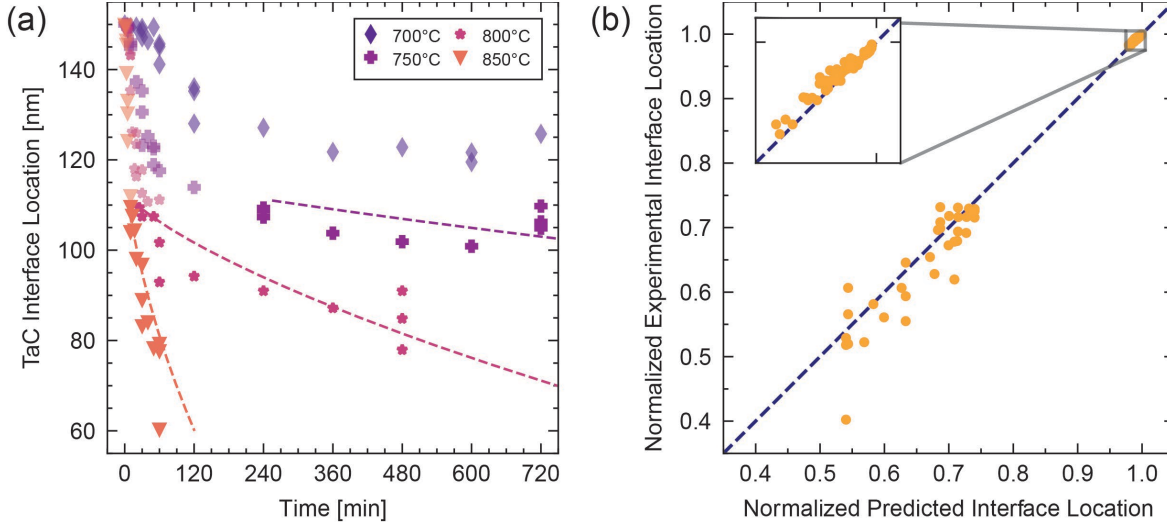 (a)
TaC Interface Location [nm]
140
120
100
80
60
700°C
750°C
800°C
850°C
0
120
240
360
480
600
720
Time [min]
(b)
Normalized Experimental Interface Location
1.0
0.9
0.8
0.7
0.6
0.5
0.4
0.4
0.5
0.6
0.7
0.8
0.9
1.0
Normalized Predicted Interface Location